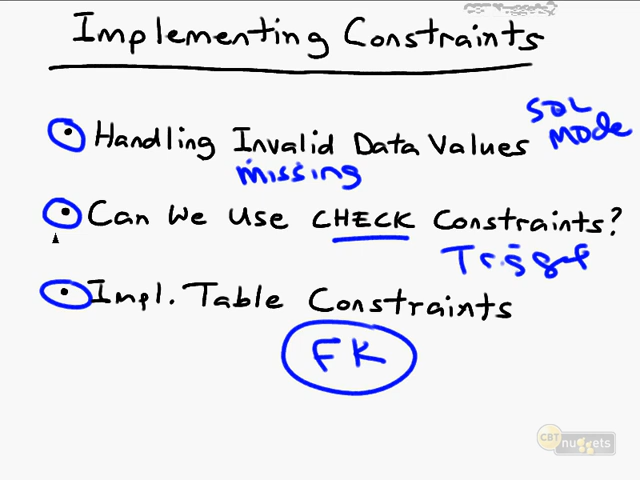 Implementing Constraints
• Handling Invalid Data Values
SQL
MODE
missing
• Can We Use CHECK Constraints?
Trigger
• Impl. Table Constraints
FK
CBT nuggets